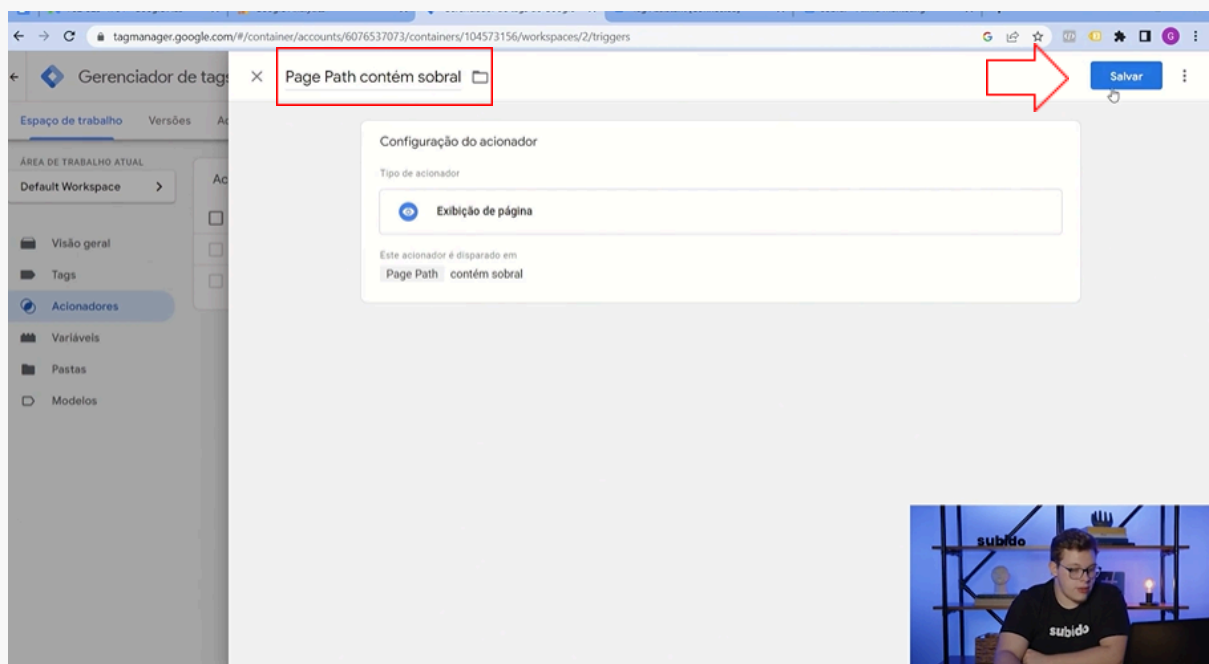 tagmanager.google.com/#/container/accounts/6076537073/containers/104573156/workspaces/2/triggers
Gerenciador de tags
Page Path contém sobral
Salvar
Espaço de trabalho Versões
Configuração do acionador
ÁREA DE TRABALHO ATUAL
Tipo de acionador
Default Workspace
Exibição de página
Visão geral
Este acionador é disparado em
Tags
Page Path contém sobral
Acionadores
Variáveis
Pastas
Modelos
subido
subido